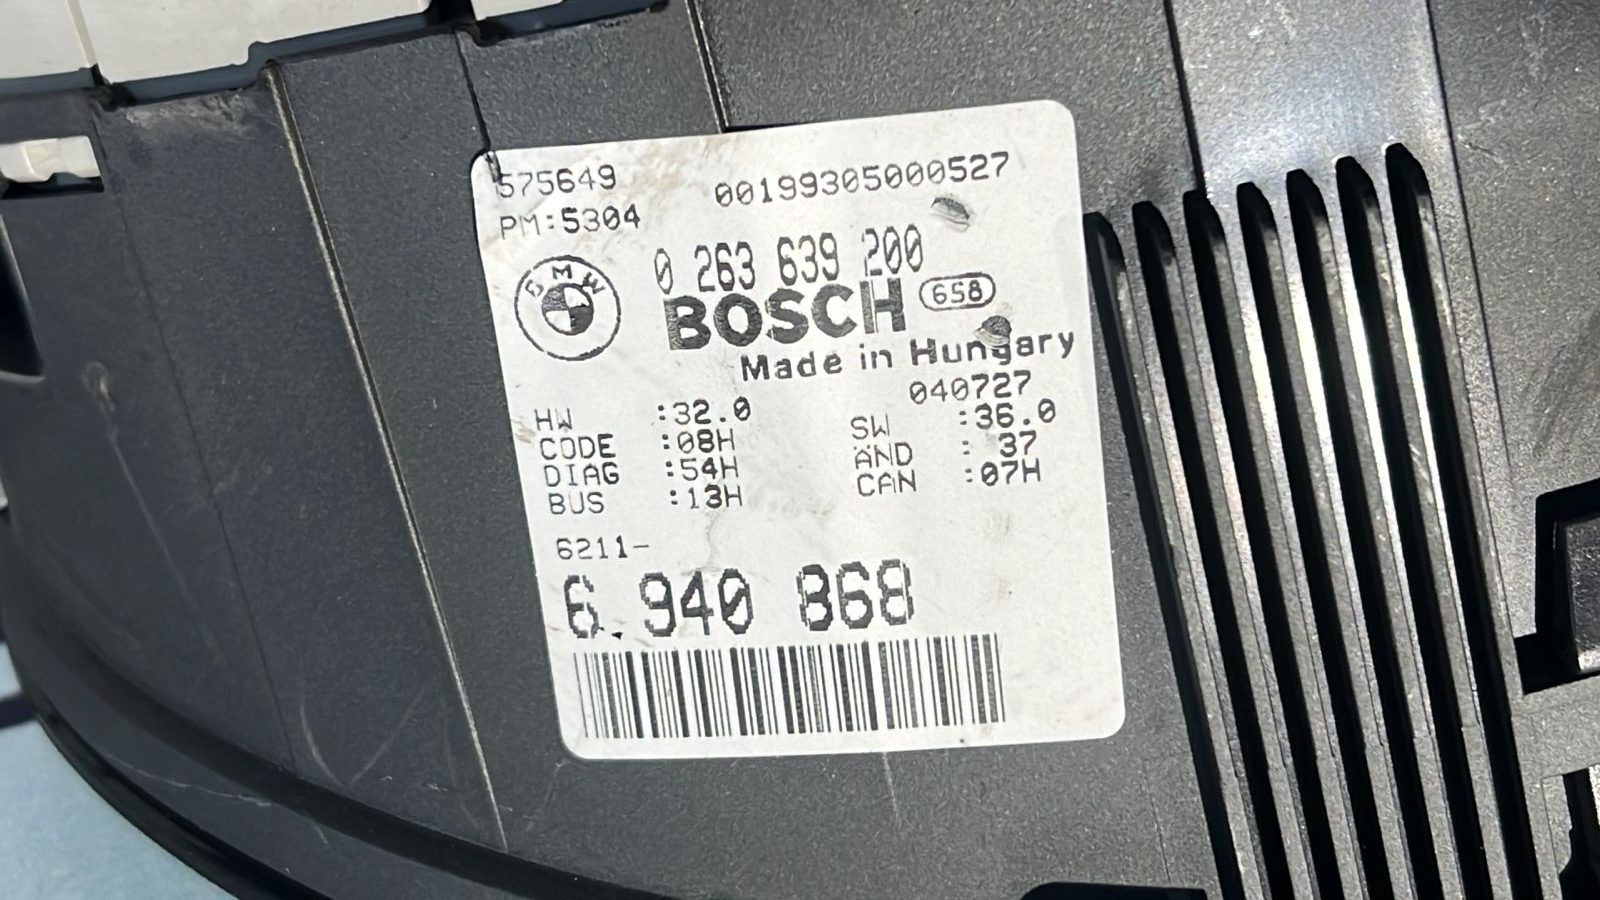 575649 00199305000527
PM:5304
0 263 639 200
BMW
BOSCH 658
Made in Hungary
040727
HW :32.0 SW :36.0
CODE :08H ÄND : 37
DIAG :54H CAN :07H
BUS :13H
6211-
6.940 868